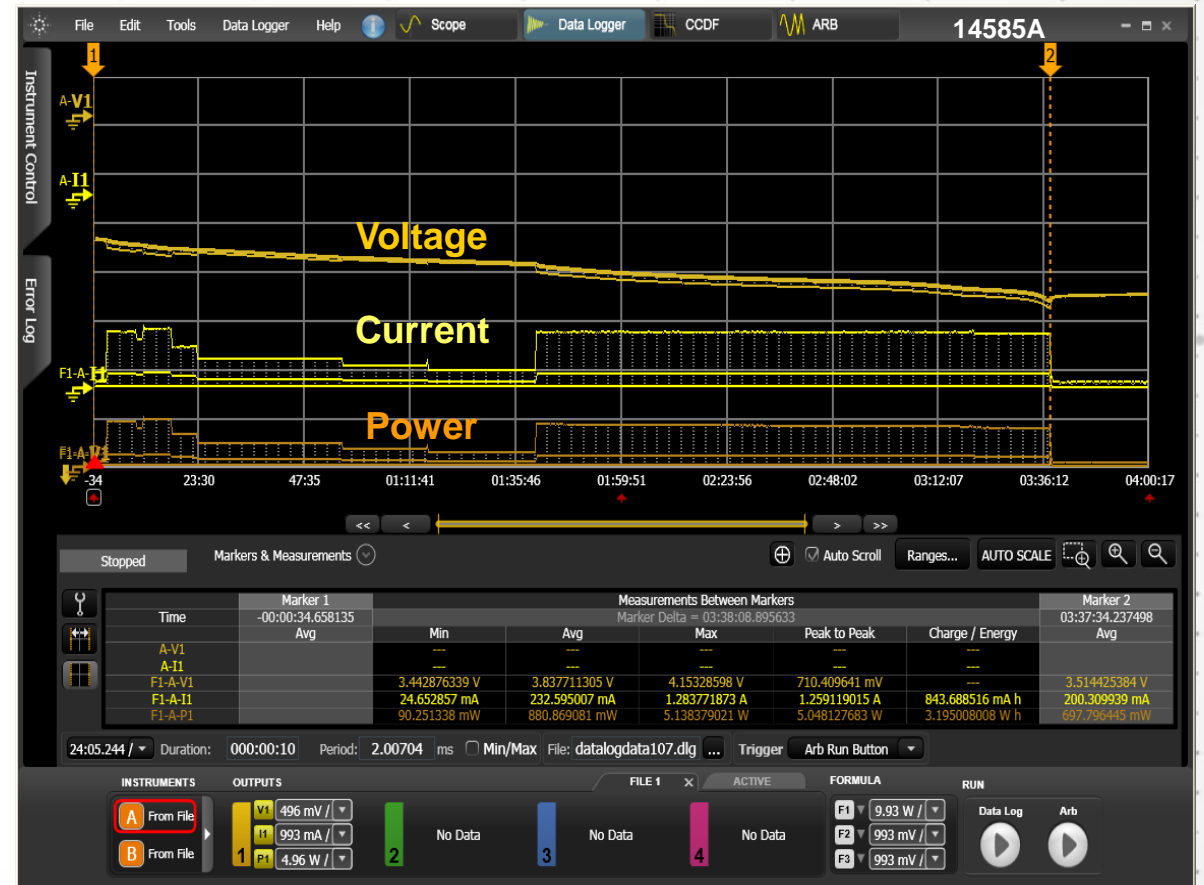 File Edit Tools Data Logger Help i Scope Data Logger CCDF ARB 14585A
1 2
Instrument Control
Error Log
A-V1
A-I1
Voltage
Current
F1-A-I1
Power
-34 23:30 47:35 01:11:41 01:35:46 01:59:51 02:23:56 02:48:02 03:12:07 03:36:12 04:00:17
<< < > >>
Stopped Markers & Measurements Auto Scroll Ranges... AUTO SCALE
Marker 1 Measurements Between Markers Marker 2
Time -00:00:34.658135 Marker Delta = 03:38:08.895633 03:37:34.237498
Avg Min Avg Max Peak to Peak Charge / Energy Avg
A-V1 --- --- --- --- ---
A-I1 --- --- --- --- ---
F1-A-V1 3.442876339 V 3.837711305 V 4.15328598 V 710.409641 mV --- 3.514425384 V
F1-A-I1 24.652857 mA 232.595007 mA 1.283771873 A 1.259119015 A 843.688516 mA h 200.309939 mA
F1-A-P1 90.251338 mW 880.869081 mW 5.138379021 W 5.048127683 W 3.195008008 W h 697.796445 mW
24:05.244 / Duration: 000:00:10 Period: 2.00704 ms Min/Max File: datalogdata107.dlg ... Trigger Arb Run Button
INSTRUMENTS OUTPUTS FILE 1 X ACTIVE FORMULA RUN
A From File V1 496 mV / F1 9.93 W / Data Log Arb
I1 993 mA / No Data No Data No Data F2 993 mV /
B From File 1 P1 4.96 W / 2 3 4 F3 993 mV /